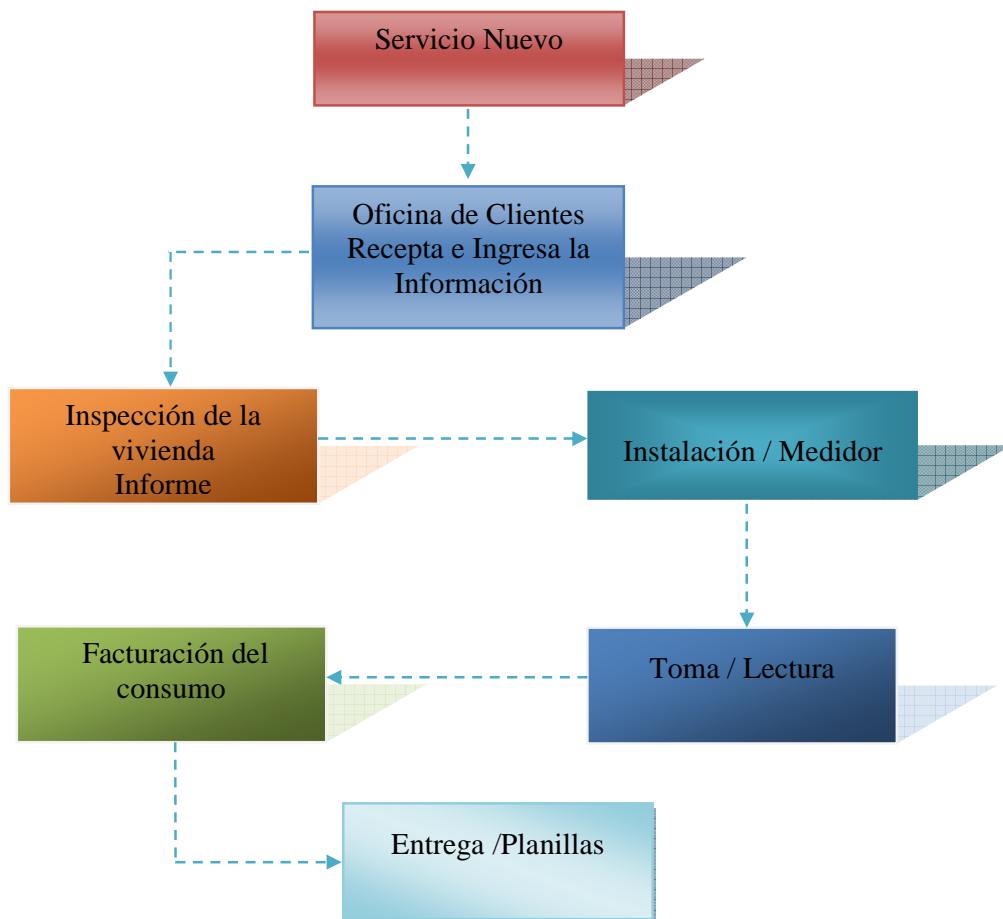 Servicio Nuevo
Oficina de Clientes
Recepta e Ingresa la
Información
Inspección de la
vivienda
Informe
Instalación / Medidor
Toma / Lectura
Facturación del
consumo
Entrega /Planillas